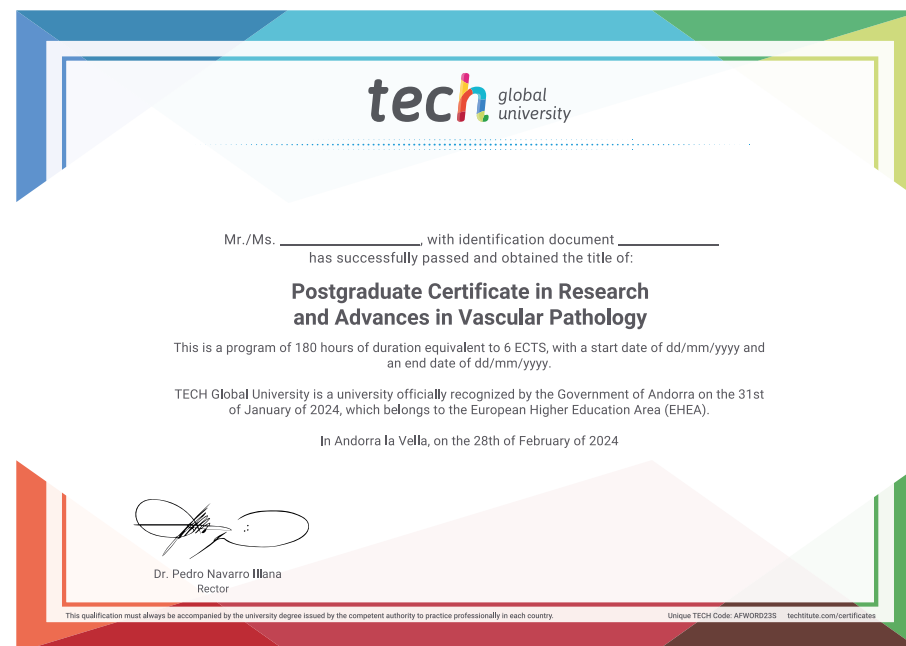 tech global university
Mr./Ms. ____________, with identification document ____________
has successfully passed and obtained the title of:
Postgraduate Certificate in Research
and Advances in Vascular Pathology
This is a program of 180 hours of duration equivalent to 6 ECTS, with a start date of dd/mm/yyyy and
an end date of dd/mm/yyyy.
TECH Global University is a university officially recognized by the Government of Andorra on the 31st
of January of 2024, which belongs to the European Higher Education Area (EHEA).
In Andorra la Vella, on the 28th of February of 2024
Dr. Pedro Navarro Illana
Rector
This qualification must always be accompanied by the university degree issued by the competent authority to practice professionally in each country.
Unique TECH Code: AFWORD23S techtitute.com/certificates